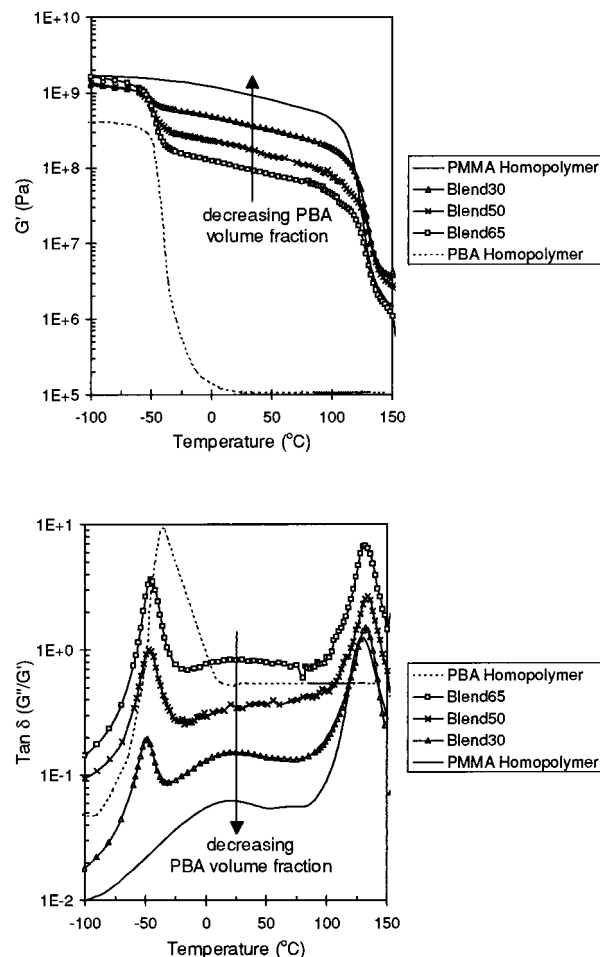 1E+10
1E+9
1E+8
1E+7
1E+6
1E+5
G' (Pa)
decreasing PBA
volume fraction
-100 -50 0 50 100 150
Temperature (°C)
PMMA Homopolymer
Blend30
Blend50
Blend65
PBA Homopolymer
1E+1
1E+0
1E-1
1E-2
Tan δ (G"/G')
decreasing
PBA volume fraction
-100 -50 0 50 100 150
Temperature (°C)
PBA Homopolymer
Blend65
Blend50
Blend30
PMMA Homopolymer